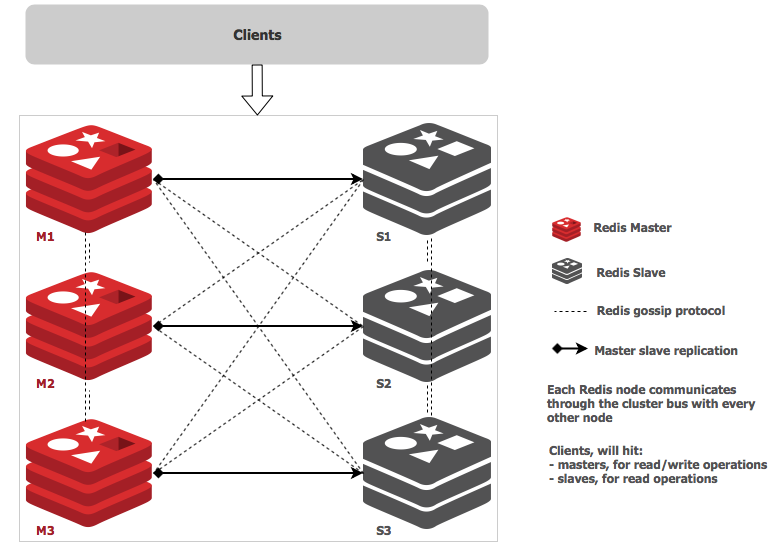 Clients
M1
S1
M2
S2
M3
S3
Redis Master
Redis Slave
Redis gossip protocol
Master slave replication
Each Redis node communicates
through the cluster bus with every
other node
Clients, will hit:
- masters, for read/write operations
- slaves, for read operations